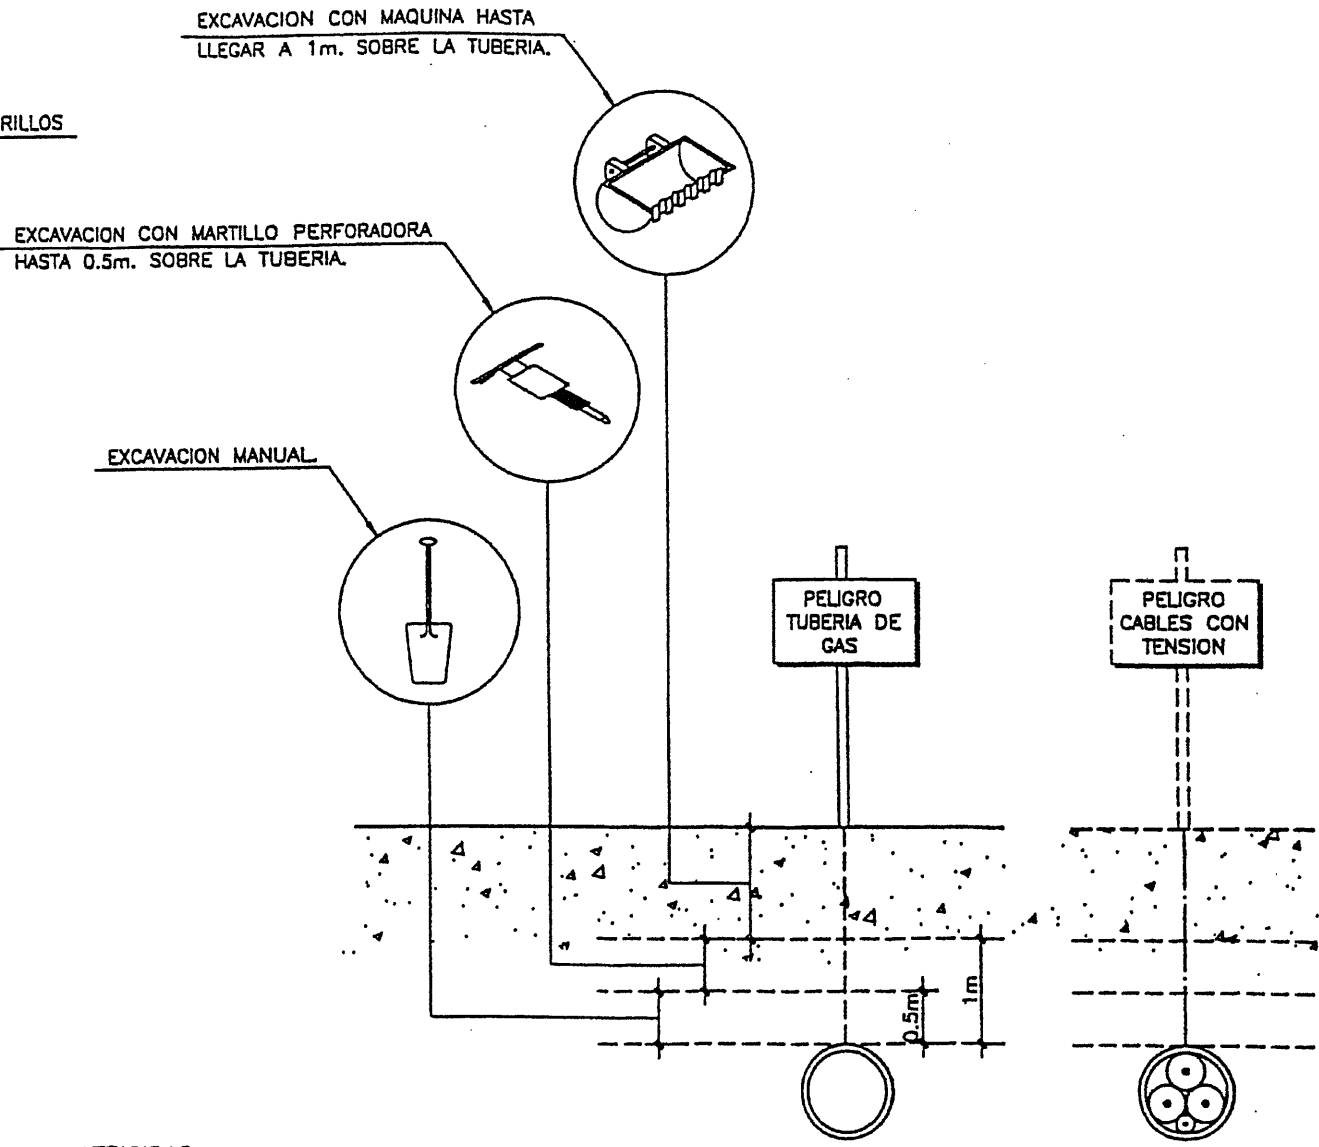 EXCAVACION CON MAQUINA HASTA
LLEGAR A 1m. SOBRE LA TUBERIA.
RILLOS
EXCAVACION CON MARTILLO PERFORADORA
HASTA 0.5m. SOBRE LA TUBERIA.
EXCAVACION MANUAL.
PELIGRO
TUBERIA DE
GAS
PELIGRO
CABLES CON
TENSION
0.5m
1m